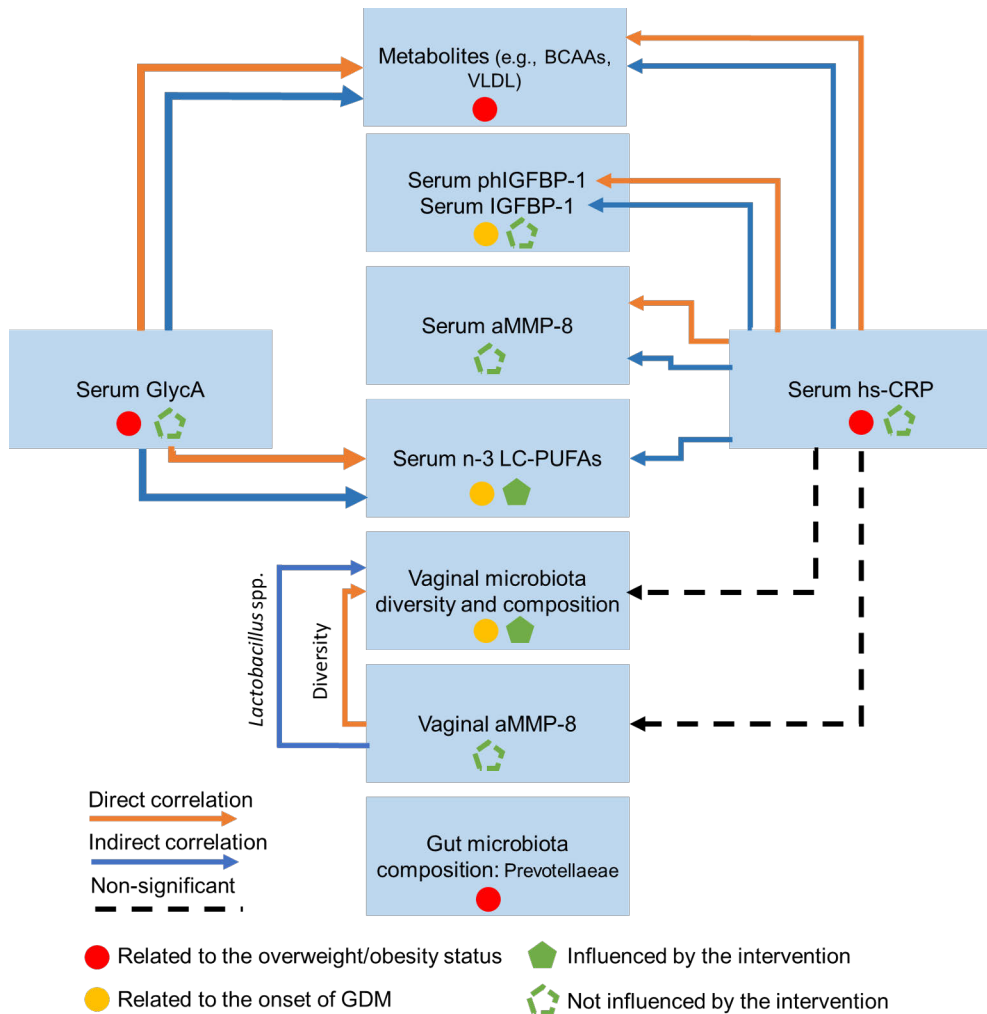 Metabolites (e.g., BCAAs,
VLDL)
Serum phIGFBP-1
Serum IGFBP-1
Serum aMMP-8
Serum GlycA
Serum hs-CRP
Serum n-3 LC-PUFAs
Lactobacillus spp.
Diversity
Vaginal microbiota
diversity and composition
Vaginal aMMP-8
Direct correlation
Indirect correlation
Non-significant
Gut microbiota
composition: Prevotellaeae
Related to the overweight/obesity status
Influenced by the intervention
Related to the onset of GDM
Not influenced by the intervention